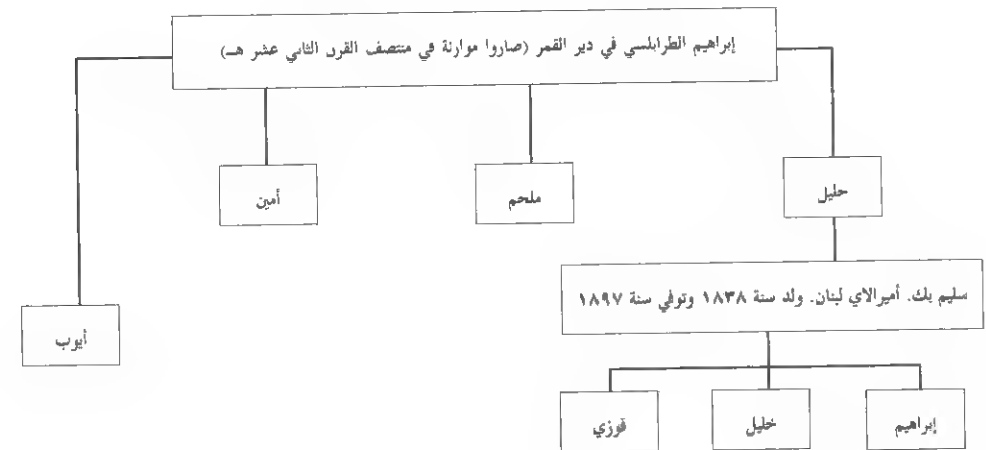 إبراهيم الطرابلسي في دير القمر (صاروا موارنة في منتصف القرن الثاني عشر هـ)
خليل
ملحم
أمين
أيوب
سليم بك. أميرالاي لبنان. ولد سنة ١٨٣٨ وتوفي سنة ١٨٩٧
إبراهيم
خليل
فوزي